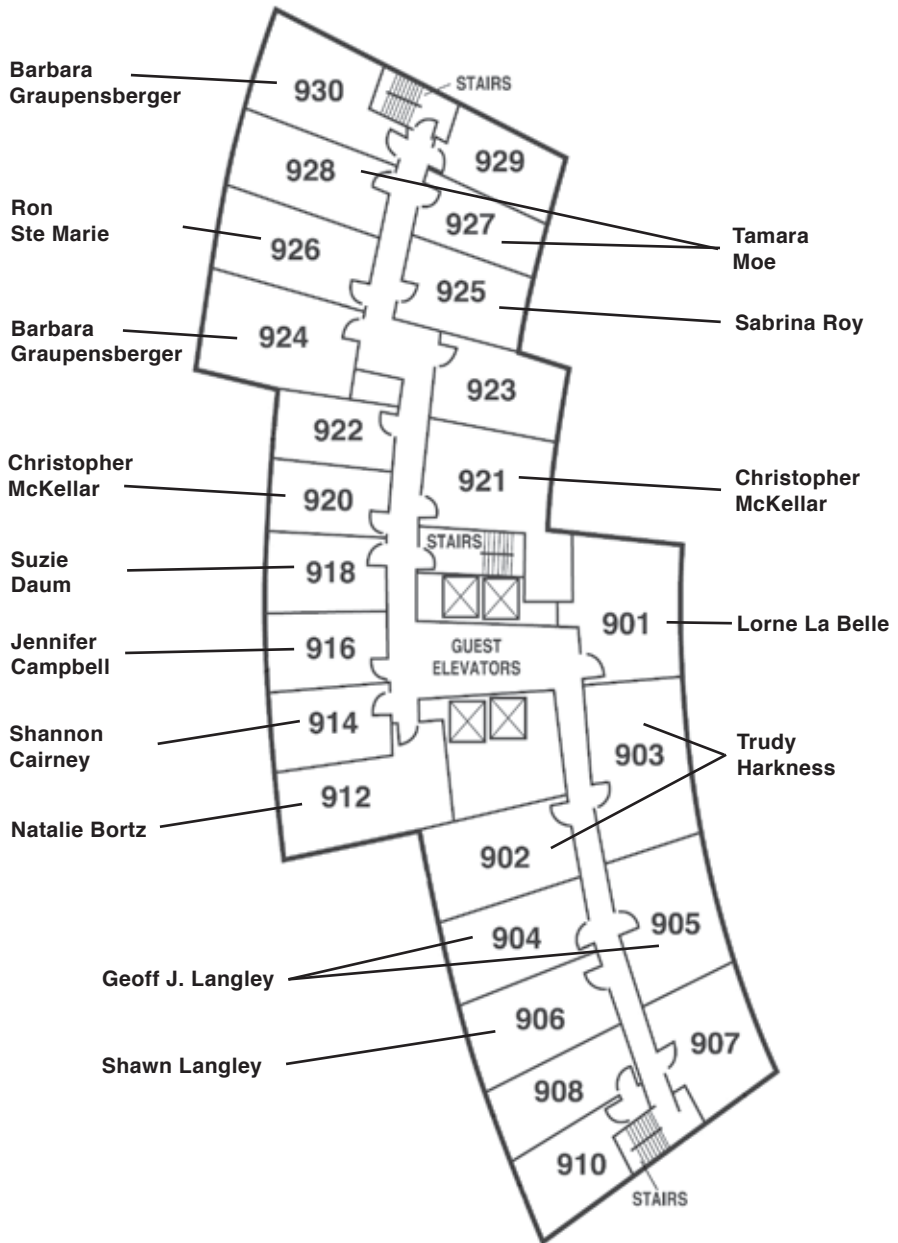 Barbara
Graupensberger
930
STAIRS
929
928
Ron
Ste Marie
927
926
Tamara
Moe
925
Sabrina Roy
Barbara
Graupensberger
924
923
922
Christopher
McKellar
921
Christopher
McKellar
920
STAIRS
Suzie
Daum
918
901
Lorne La Belle
Jennifer
Campbell
916
GUEST
ELEVATORS
914
Shannon
Cairney
903
Trudy
Harkness
912
Natalie Bortz
902
904
905
Geoff J. Langley
906
907
Shawn Langley
908
910
STAIRS